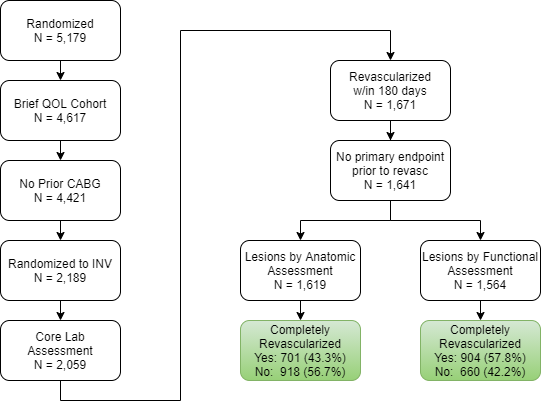 Randomized
N = 5,179
Brief QOL Cohort
N = 4,617
No Prior CABG
N = 4,421
Randomized to INV
N = 2,189
Core Lab
Assessment
N = 2,059
Revascularized
w/in 180 days
N = 1,671
No primary endpoint
prior to revasc
N = 1,641
Lesions by Anatomic
Assessment
N = 1,619
Completely
Revascularized
Yes: 701 (43.3%)
No: 918 (56.7%)
Lesions by Functional
Assessment
N = 1,564
Completely
Revascularized
Yes: 904 (57.8%)
No: 660 (42.2%)